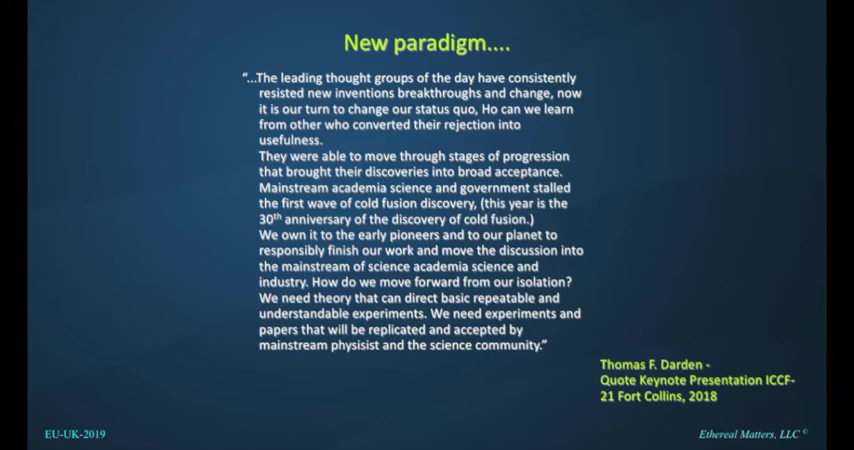 New paradigm....
“...The leading thought groups of the day have consistently
resisted new inventions breakthroughs and change, now
it is our turn to change our status quo, Ho can we learn
from other who converted their rejection into
usefulness.
They were able to move through stages of progression
that brought their discoveries into broad acceptance.
Mainstream academia science and government stalled
the first wave of cold fusion discovery, (this year is the
30th anniversary of the discovery of cold fusion.)
We own it to the early pioneers and to our planet to
responsibly finish our work and move the discussion into
the mainstream of science academia science and
industry. How do we move forward from our isolation?
We need theory that can direct basic repeatable and
understandable experiments. We need experiments and
papers that will be replicated and accepted by
mainstream physisist and the science community.”
Thomas F. Darden -
Quote Keynote Presentation ICCF-
21 Fort Collins, 2018
EU-UK-2019
Ethereal Matters, LLC ©